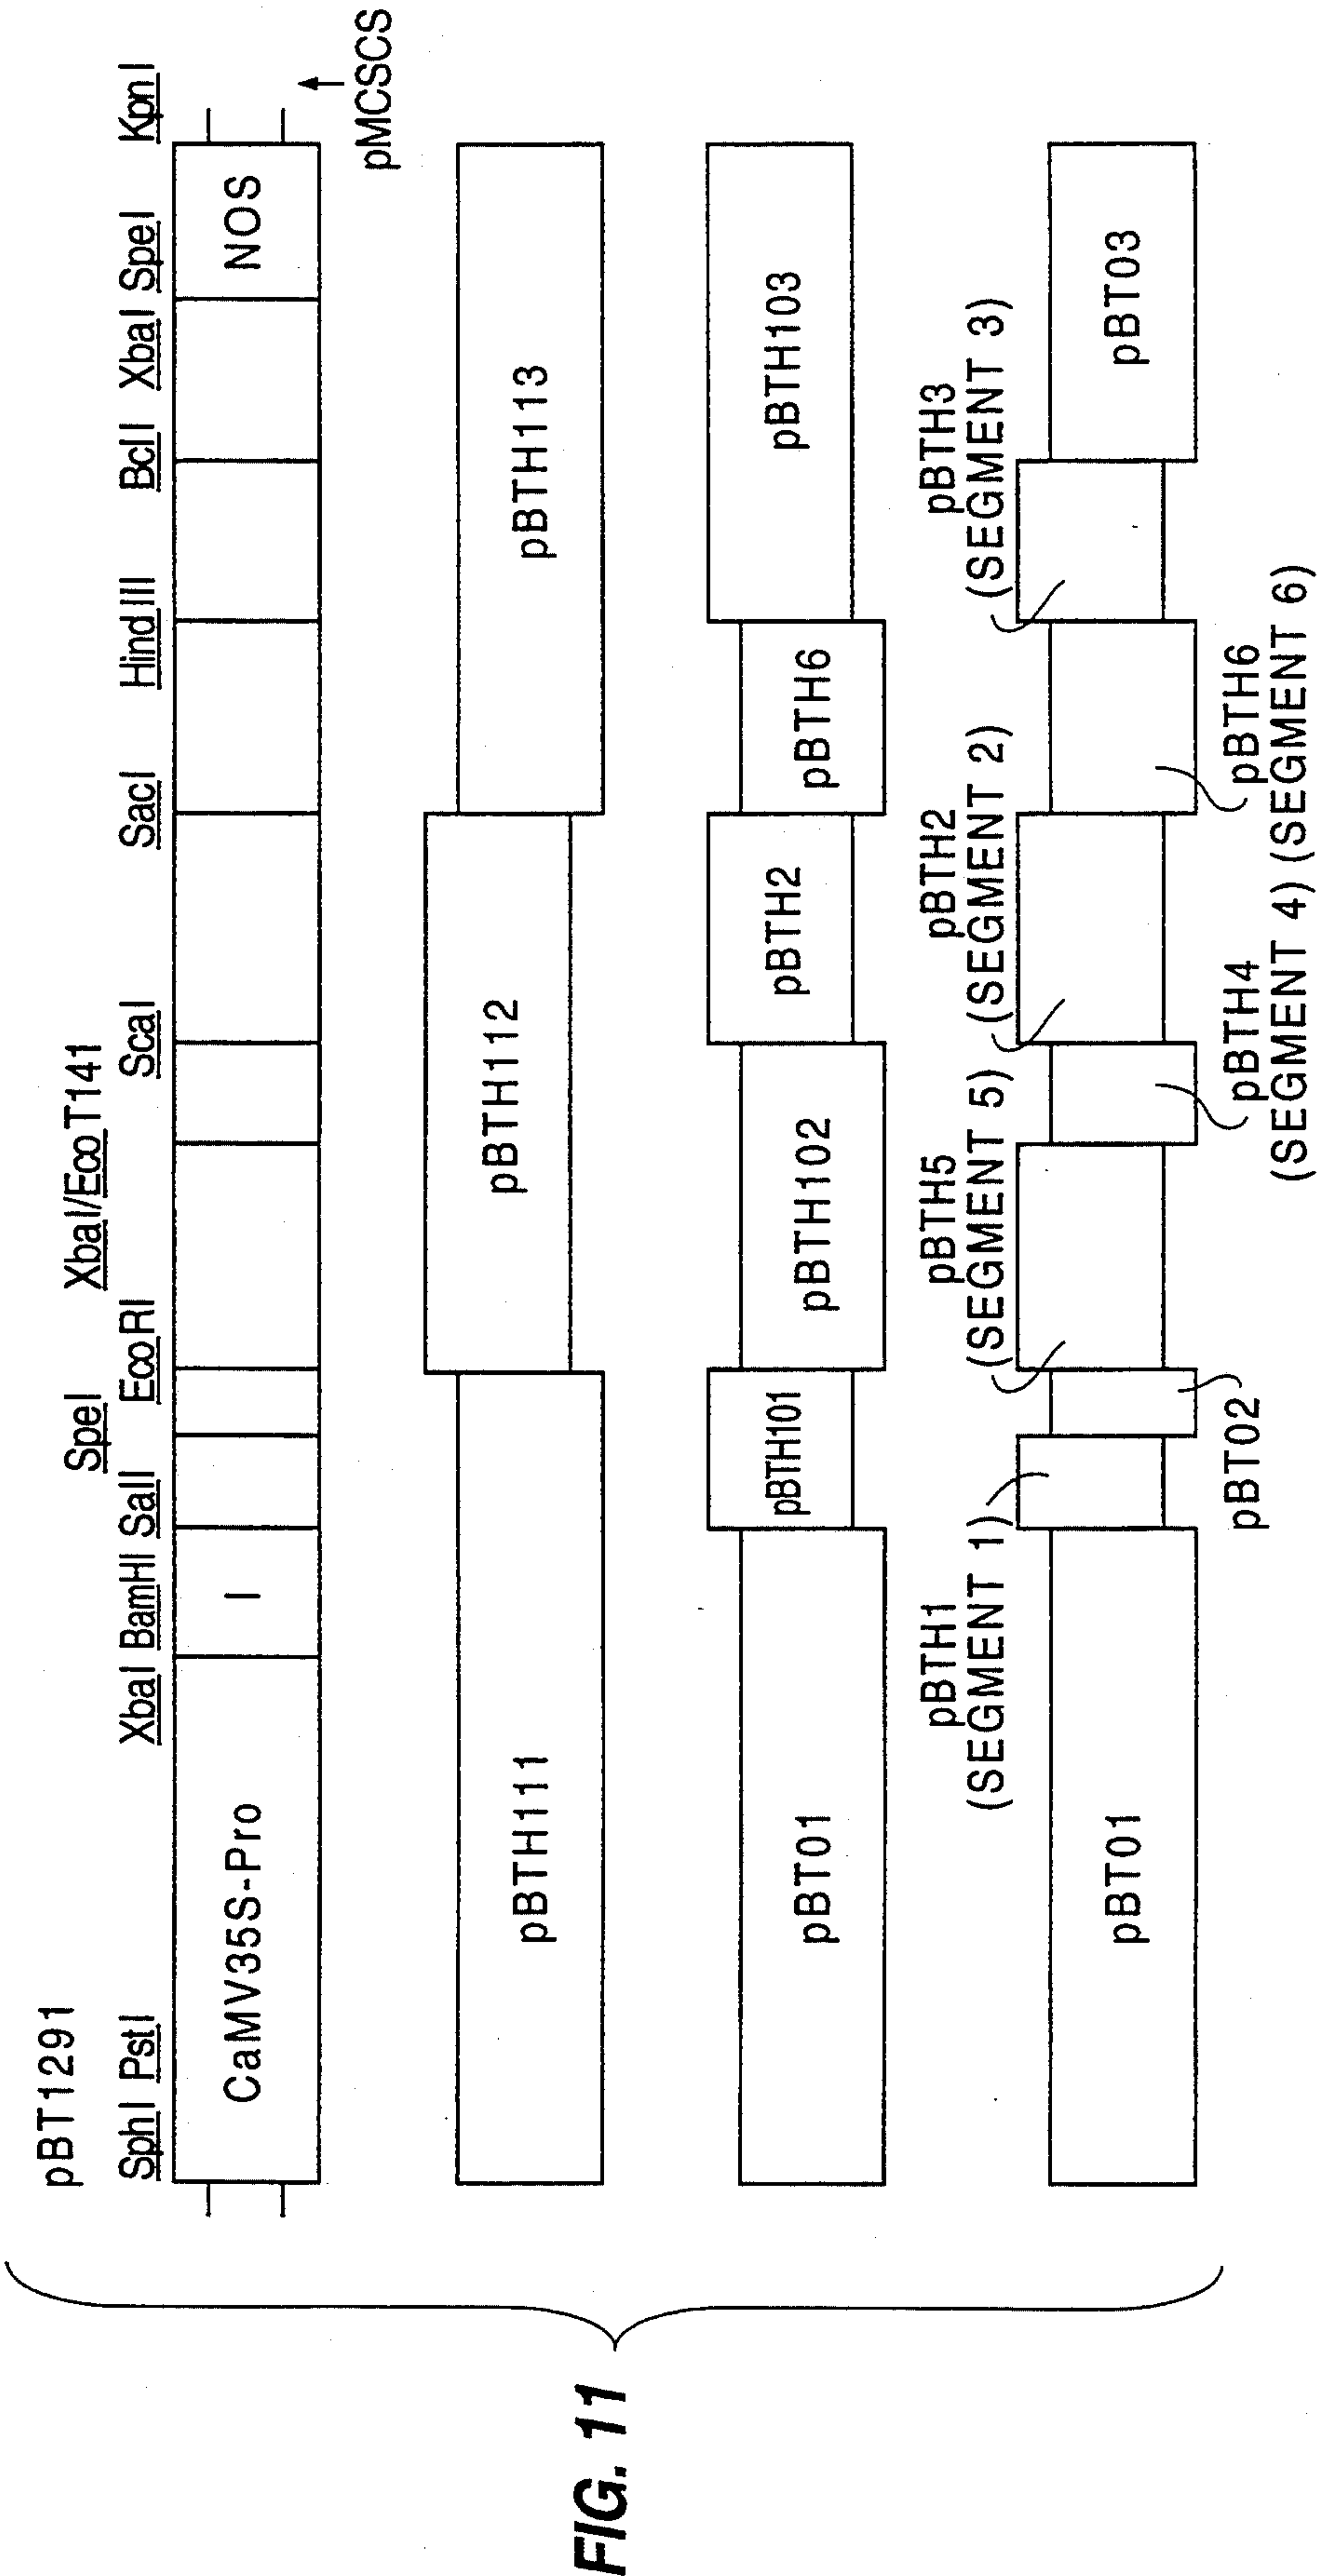 pBT1291
SphI PstI XbaI BamHI SalI SpeI EcoRI XbaI/EcoT141 ScaI SacI HindIII BclI XbaI SpeI KpnI
CaMV35S-Pro I NOS
pMCSCS
pBTH111 pBTH112 pBTH113
pBT01 pBTH101 pBTH102 pBTH2 pBTH6 pBTH103
pBTH1 pBTH5 pBTH2 pBTH3
(SEGMENT 1) (SEGMENT 5) (SEGMENT 2) (SEGMENT 3)
pBT01 pBT03
pBT02 pBTH4 pBTH6
(SEGMENT 4) (SEGMENT 6)
FIG. 11